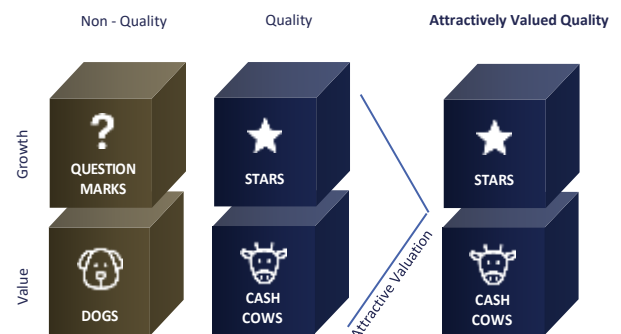 Non - Quality
Quality
Attractively Valued Quality
Growth
?
QUESTION
MARKS
STARS
STARS
Value
DOGS
CASH
COWS
Attractive Valuation
CASH
COWS